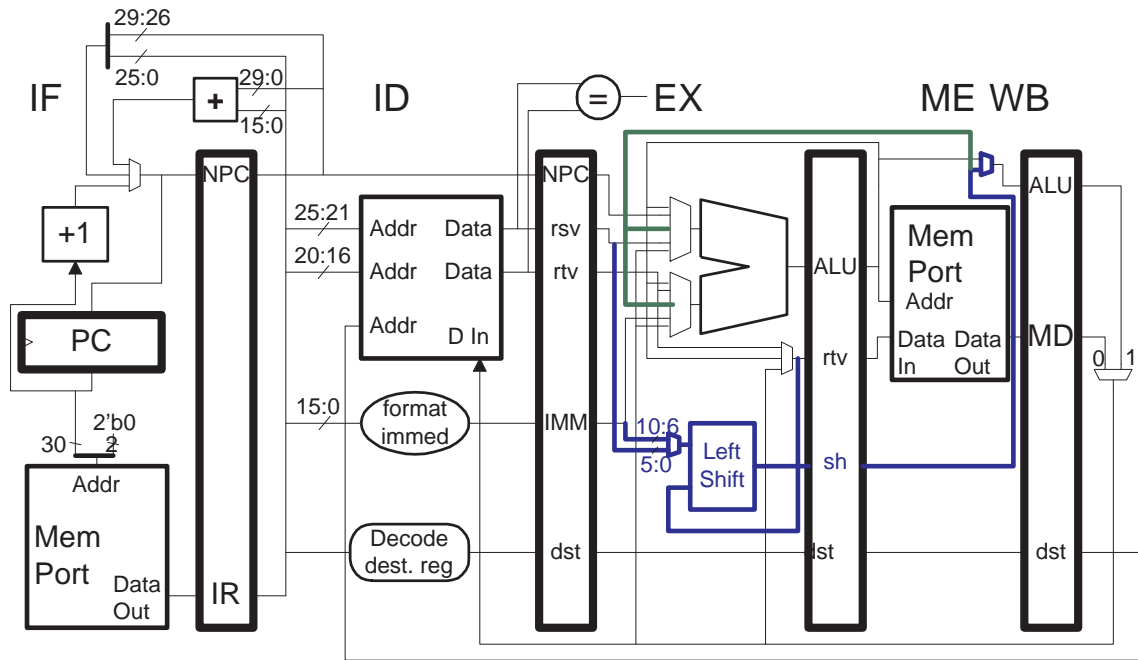 29:26
25:0
29:0
15:0
IF
ID
EX
ME WB
+
=
NPC
NPC
ALU
25:21
20:16
Addr
Data
Addr
Data
Addr
D In
rsv
rtv
+1
PC
ALU
Mem
Port
Addr
Data
In
Data
Out
rtv
MD
0
1
15:0
format
immed
IMM
10:6
5:0
Left
Shift
sh
30
2'b0
2
Addr
Mem
Port
Data
Out
IR
Decode
dest. reg
dst
dst
dst